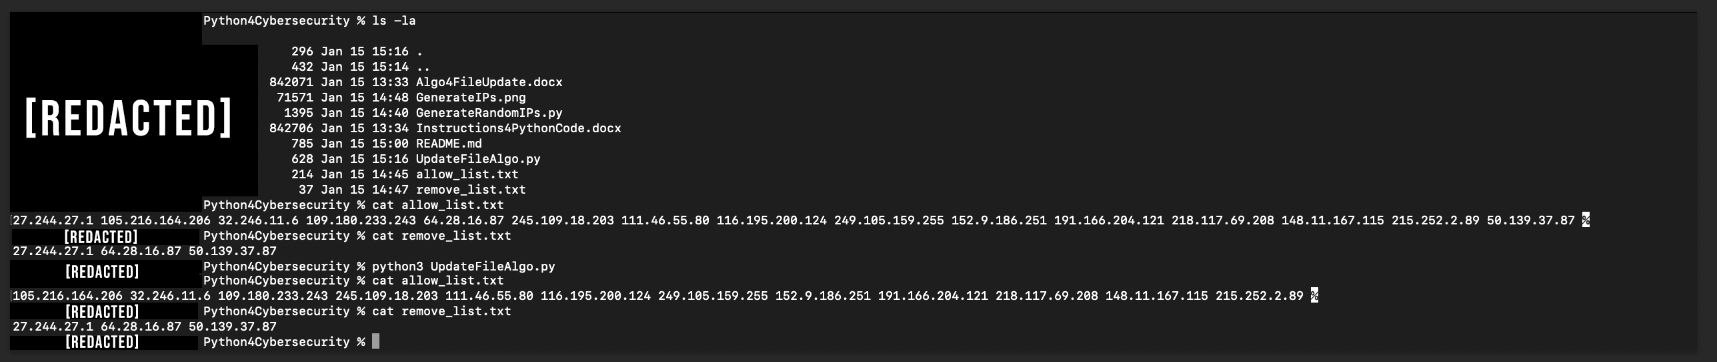 Python4Cybersecurity % ls -la
296 Jan 15 15:16 .
432 Jan 15 15:14 ..
842071 Jan 15 13:33 Algo4FileUpdate.docx
71571 Jan 15 14:48 GenerateIPs.png
[REDACTED]
1395 Jan 15 14:40 GenerateRandomIPs.py
842706 Jan 15 13:34 Instructions4PythonCode.docx
785 Jan 15 15:00 README.md
628 Jan 15 15:16 UpdateFileAlgo.py
214 Jan 15 14:45 allow_list.txt
37 Jan 15 14:47 remove_list.txt
Python4Cybersecurity % cat allow_list.txt
27.244.27.1 105.216.164.206 32.246.11.6 109.180.233.243 64.28.16.87 245.109.18.203 111.46.55.80 116.195.200.124 249.105.159.255 152.9.186.251 191.166.204.121 218.117.69.208 148.11.167.115 215.252.2.89 50.139.37.87 %
[REDACTED] Python4Cybersecurity % cat remove_list.txt
27.244.27.1 64.28.16.87 50.139.37.87
[REDACTED] Python4Cybersecurity % python3 UpdateFileAlgo.py
Python4Cybersecurity % cat allow_list.txt
105.216.164.206 32.246.11.6 109.180.233.243 245.109.18.203 111.46.55.80 116.195.200.124 249.105.159.255 152.9.186.251 191.166.204.121 218.117.69.208 148.11.167.115 215.252.2.89 %
[REDACTED] Python4Cybersecurity % cat remove_list.txt
27.244.27.1 64.28.16.87 50.139.37.87
[REDACTED] Python4Cybersecurity %